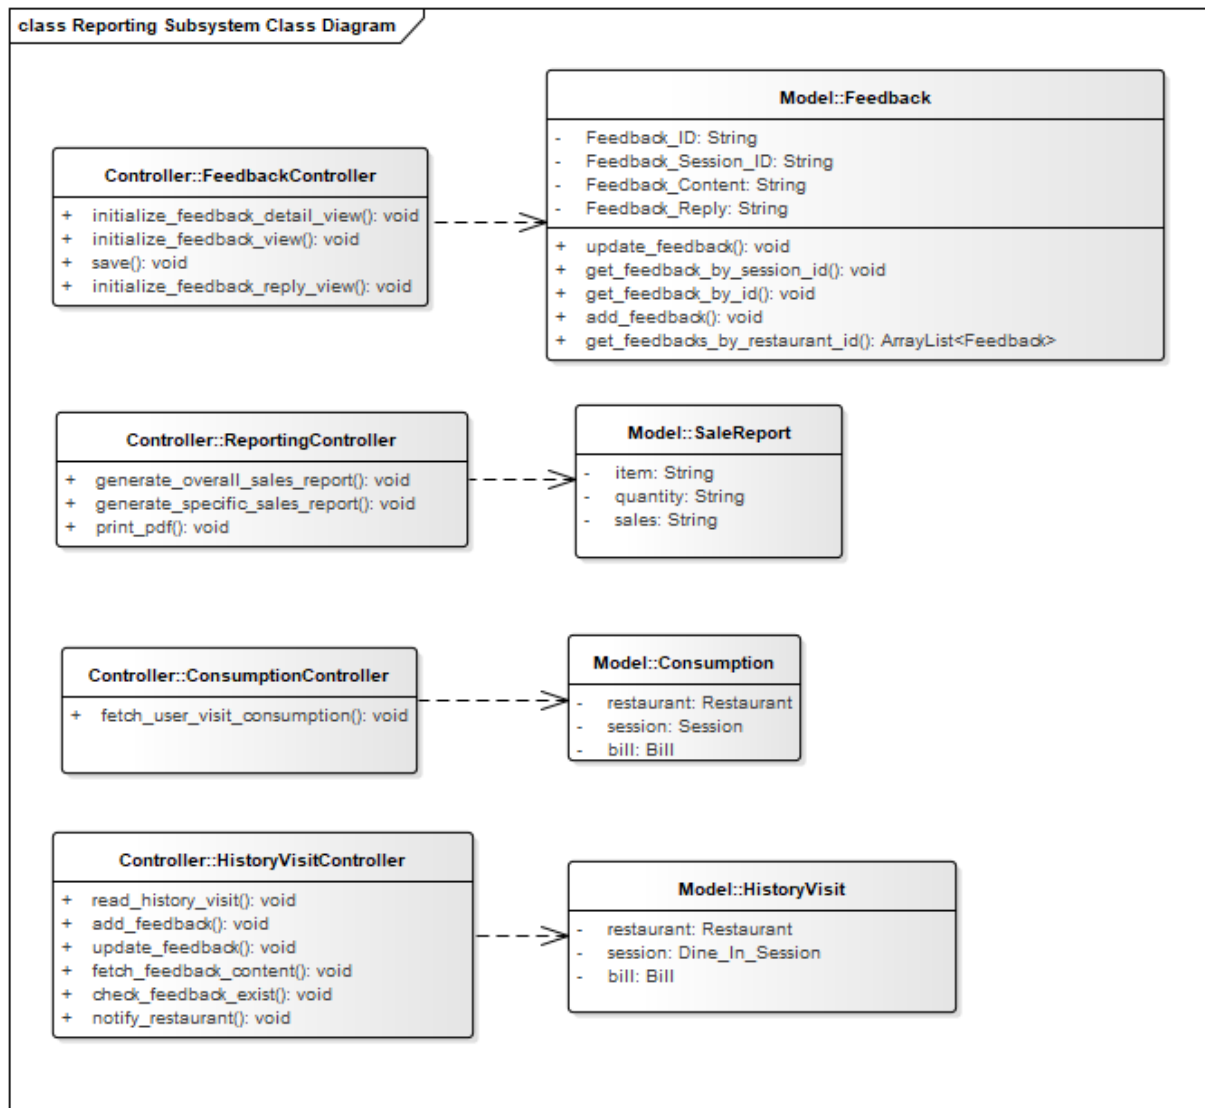 class Reporting Subsystem Class Diagram
Model::Feedback
- Feedback_ID: String
- Feedback_Session_ID: String
- Feedback_Content: String
- Feedback_Reply: String
+ update_feedback(): void
+ get_feedback_by_session_id(): void
+ get_feedback_by_id(): void
+ add_feedback(): void
+ get_feedbacks_by_restaurant_id(): ArrayList<Feedback>
Controller::FeedbackController
+ initialize_feedback_detail_view(): void
+ initialize_feedback_view(): void
+ save(): void
+ initialize_feedback_reply_view(): void
Controller::ReportingController
+ generate_overall_sales_report(): void
+ generate_specific_sales_report(): void
+ print_pdf(): void
Model::SaleReport
- item: String
- quantity: String
- sales: String
Controller::ConsumptionController
+ fetch_user_visit_consumption(): void
Model::Consumption
- restaurant: Restaurant
- session: Session
- bill: Bill
Controller::HistoryVisitController
+ read_history_visit(): void
+ add_feedback(): void
+ update_feedback(): void
+ fetch_feedback_content(): void
+ check_feedback_exist(): void
+ notify_restaurant(): void
Model::HistoryVisit
- restaurant: Restaurant
- session: Dine_In_Session
- bill: Bill